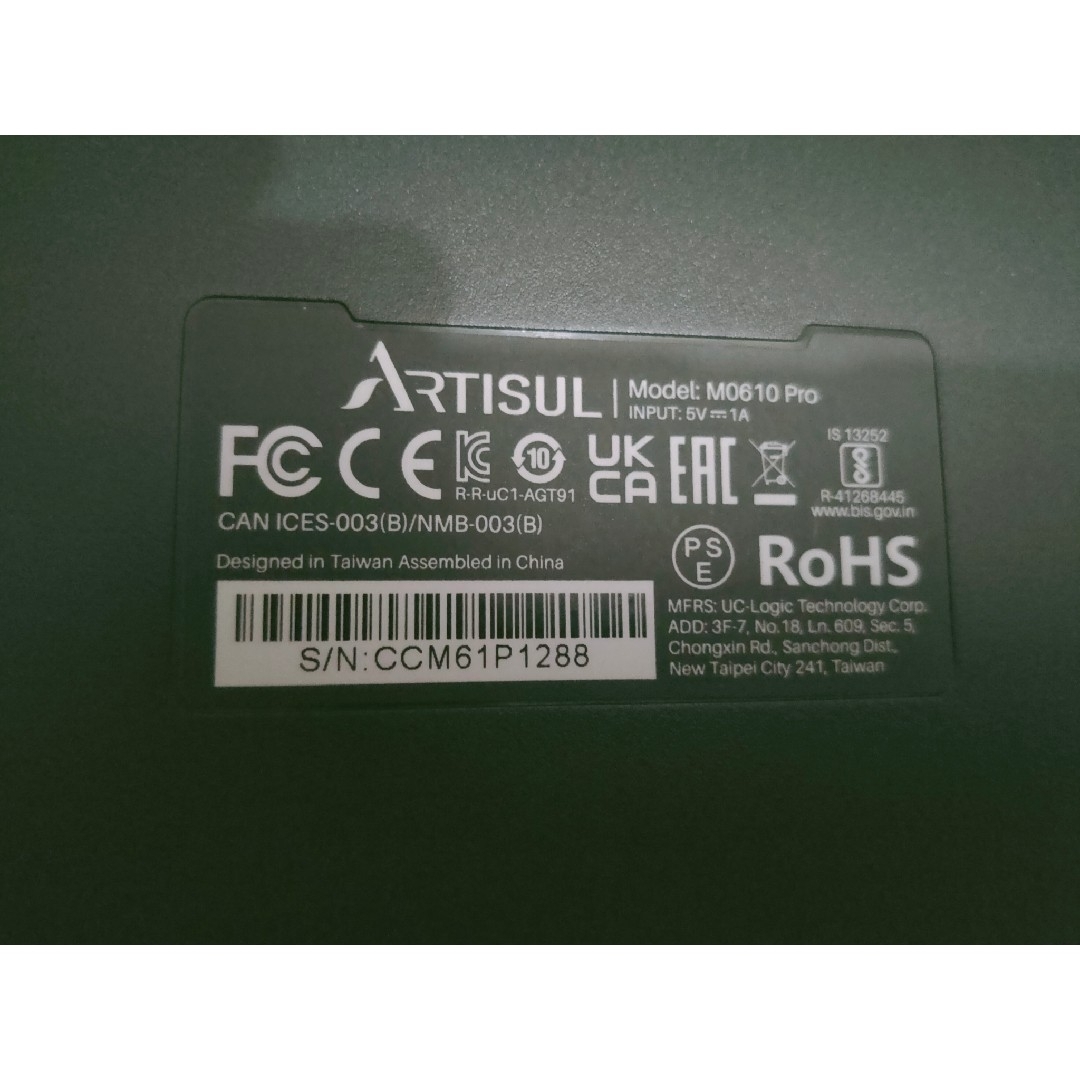 ARTISUL
Model: M0610 Pro
INPUT: 5V⎓1A
FC CE KC 10 UK CA EAC
IS 13252
R-R-uC1-AGT91
R-41268445
www.bis.gov.in
CAN ICES-003(B)/NMB-003(B)
Designed in Taiwan Assembled in China
PS E
RoHS
S/N:CCM61P1288
MFRS: UC-Logic Technology Corp.
ADD: 3F-7, No.18, Ln. 609, Sec. 5,
Chongxin Rd., Sanchong Dist.,
New Taipei City 241, Taiwan